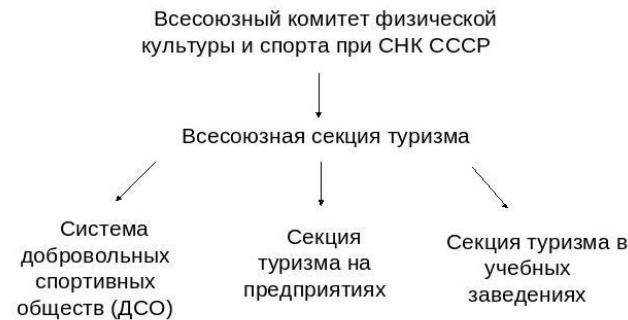 Всесоюзный комитет физической
культуры и спорта при СНК СССР
Всесоюзная секция туризма
Система
добровольных
спортивных
обществ (ДСО)
Секция
туризма на
предприятиях
Секция туризма в
учебных
заведениях